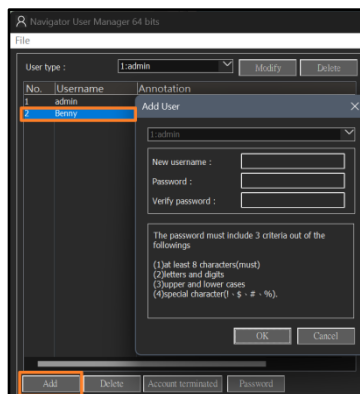 Navigator User Manager 64 bits
File
User type : 1:admin Modify Delete
No. Username Annotation
1 admin
2 Benny
Add User
1:admin
New username :
Password :
Verify password :
The password must include 3 criteria out of the
followings
(1)at least 8 characters(must)
(2)letters and digits
(3)upper and lower cases
(4)special character(! - $ - # - %).
OK Cancel
Add Delete Account terminated Password